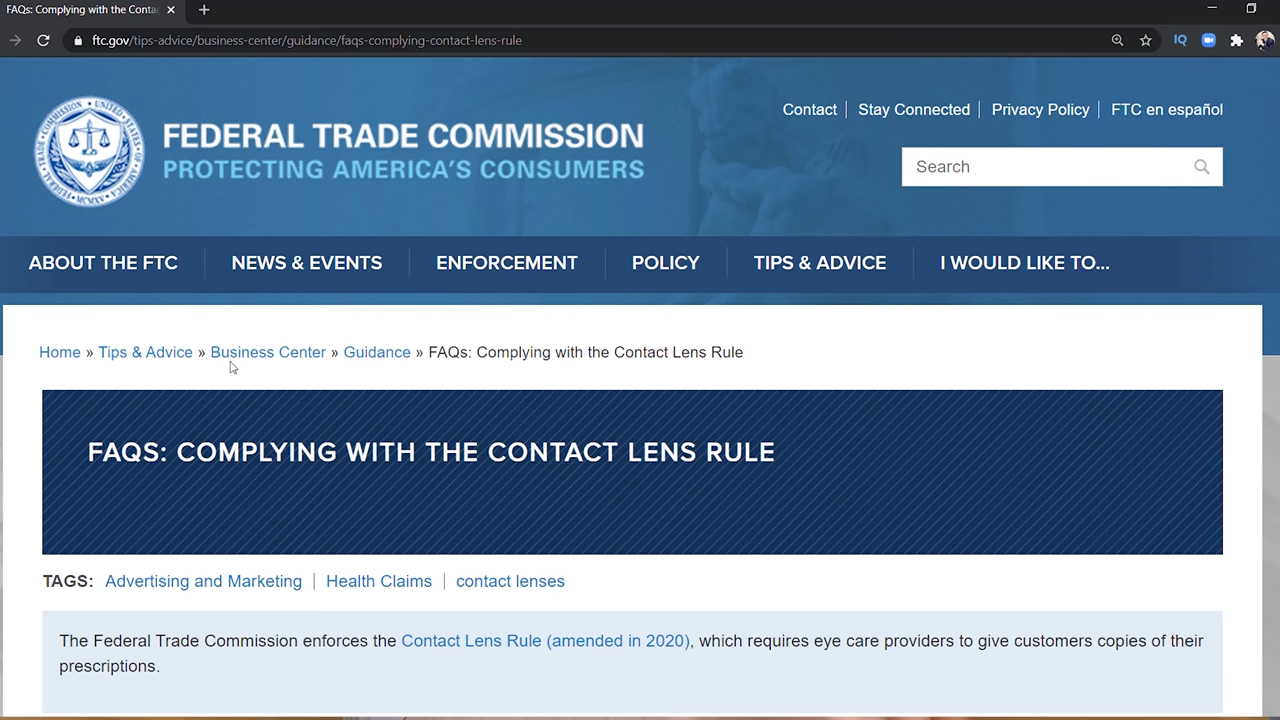 FAQs: Complying with the Contac
ftc.gov/tips-advice/business-center/guidance/faqs-complying-contact-lens-rule
IQ
Contact
Stay Connected
Privacy Policy
FTC en español
FEDERAL TRADE COMMISSION
PROTECTING AMERICA'S CONSUMERS
Search
ABOUT THE FTC
NEWS & EVENTS
ENFORCEMENT
POLICY
TIPS & ADVICE
I WOULD LIKE TO...
Home » Tips & Advice » Business Center » Guidance » FAQs: Complying with the Contact Lens Rule
FAQS: COMPLYING WITH THE CONTACT LENS RULE
TAGS: Advertising and Marketing | Health Claims | contact lenses
The Federal Trade Commission enforces the Contact Lens Rule (amended in 2020), which requires eye care providers to give customers copies of their
prescriptions.